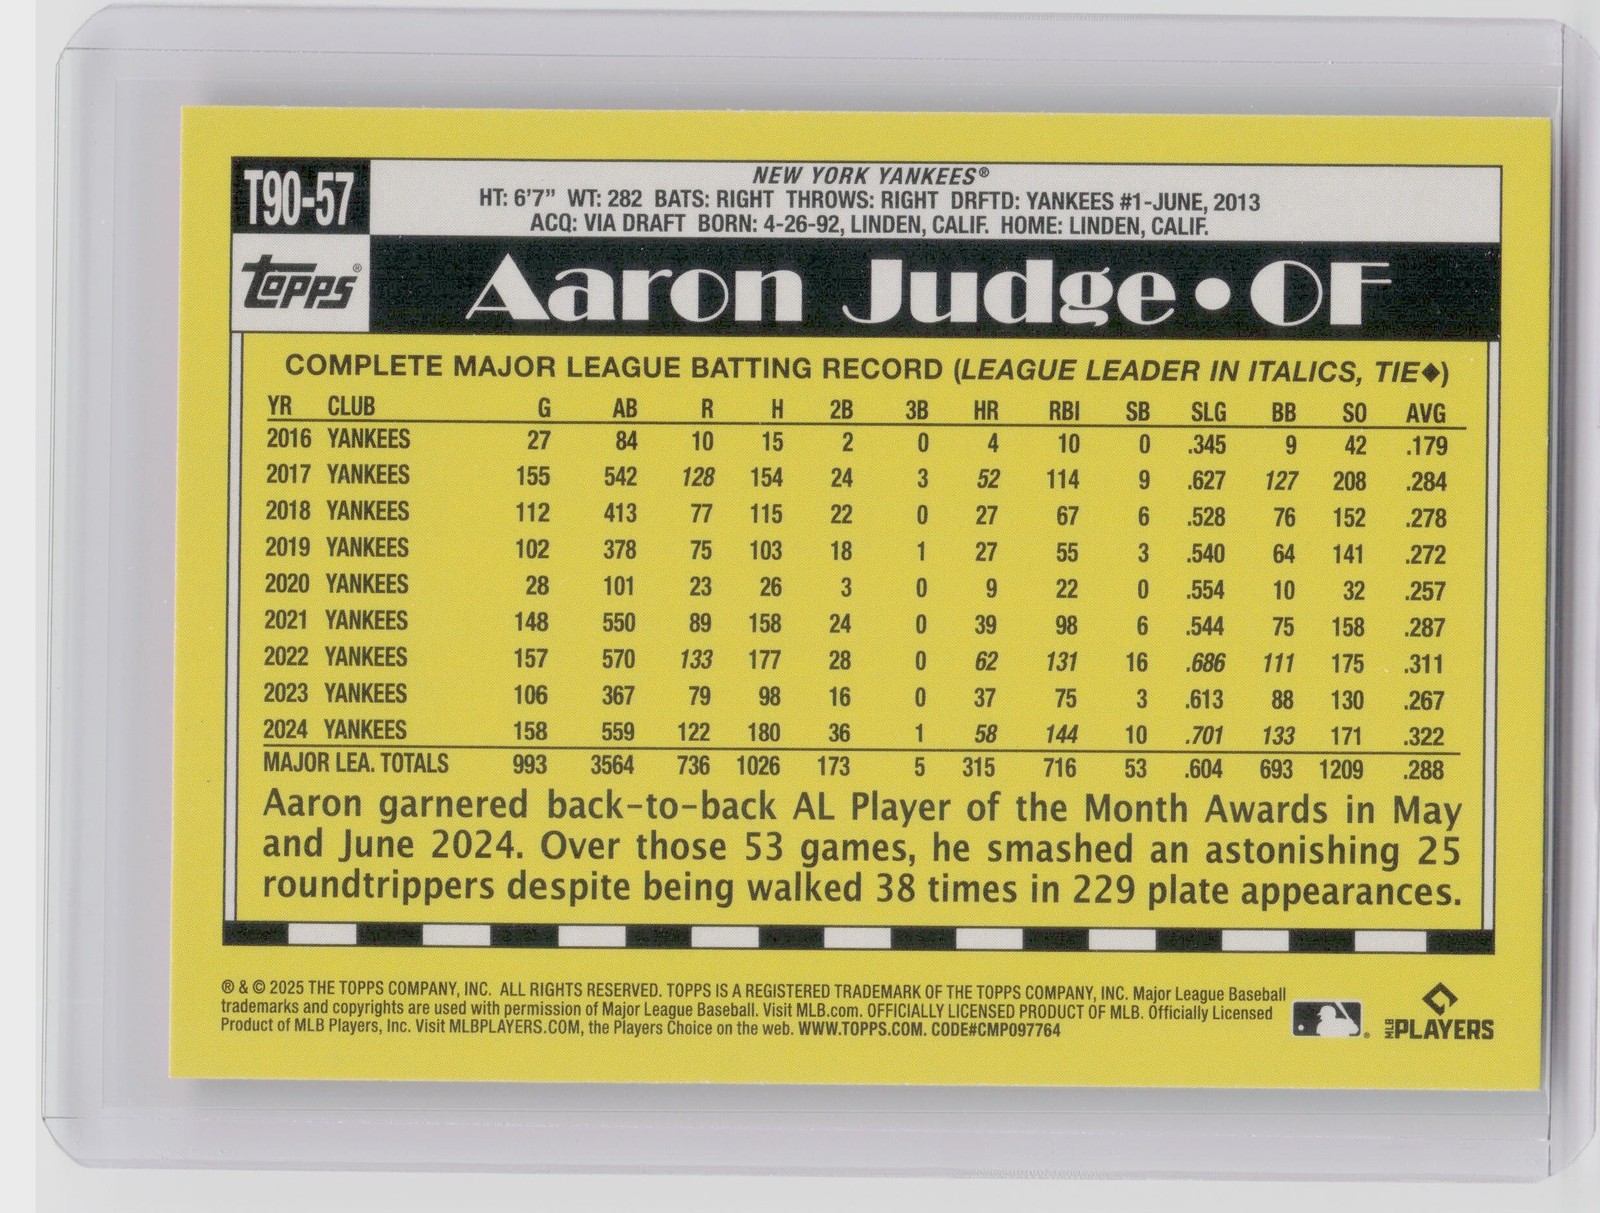 T90-57
NEW YORK YANKEES®
HT: 6'7" WT: 282 BATS: RIGHT THROWS: RIGHT DRFTD: YANKEES #1-JUNE, 2013
ACQ: VIA DRAFT BORN: 4-26-92, LINDEN, CALIF. HOME: LINDEN, CALIF.
topps®
Aaron Judge • OF
COMPLETE MAJOR LEAGUE BATTING RECORD (LEAGUE LEADER IN ITALICS, TIE◆)
YR CLUB G AB R H 2B 3B HR RBI SB SLG BB SO AVG
2016 YANKEES 27 84 10 15 2 0 4 10 0 .345 9 42 .179
2017 YANKEES 155 542 128 154 24 3 52 114 9 .627 127 208 .284
2018 YANKEES 112 413 77 115 22 0 27 67 6 .528 76 152 .278
2019 YANKEES 102 378 75 103 18 1 27 55 3 .540 64 141 .272
2020 YANKEES 28 101 23 26 3 0 9 22 0 .554 10 32 .257
2021 YANKEES 148 550 89 158 24 0 39 98 6 .544 75 158 .287
2022 YANKEES 157 570 133 177 28 0 62 131 16 .686 111 175 .311
2023 YANKEES 106 367 79 98 16 0 37 75 3 .613 88 130 .267
2024 YANKEES 158 559 122 180 36 1 58 144 10 .701 133 171 .322
MAJOR LEA. TOTALS 993 3564 736 1026 173 5 315 716 53 .604 693 1209 .288
Aaron garnered back-to-back AL Player of the Month Awards in May
and June 2024. Over those 53 games, he smashed an astonishing 25
roundtrippers despite being walked 38 times in 229 plate appearances.
® & © 2025 THE TOPPS COMPANY, INC. ALL RIGHTS RESERVED. TOPPS IS A REGISTERED TRADEMARK OF THE TOPPS COMPANY, INC. Major League Baseball
trademarks and copyrights are used with permission of Major League Baseball. Visit MLB.com. OFFICIALLY LICENSED PRODUCT OF MLB. Officially Licensed
Product of MLB Players, Inc. Visit MLBPLAYERS.COM, the Players Choice on the web. WWW.TOPPS.COM. CODE#CMP097764
MLB PLAYERS